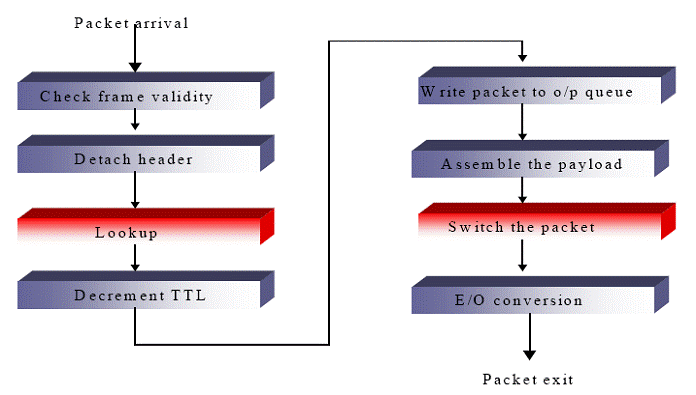 Packet arrival
Check frame validity
Detach header
Lookup
Decrement TTL
Write packet to o/p queue
Assemble the payload
Switch the packet
E/O conversion
Packet exit